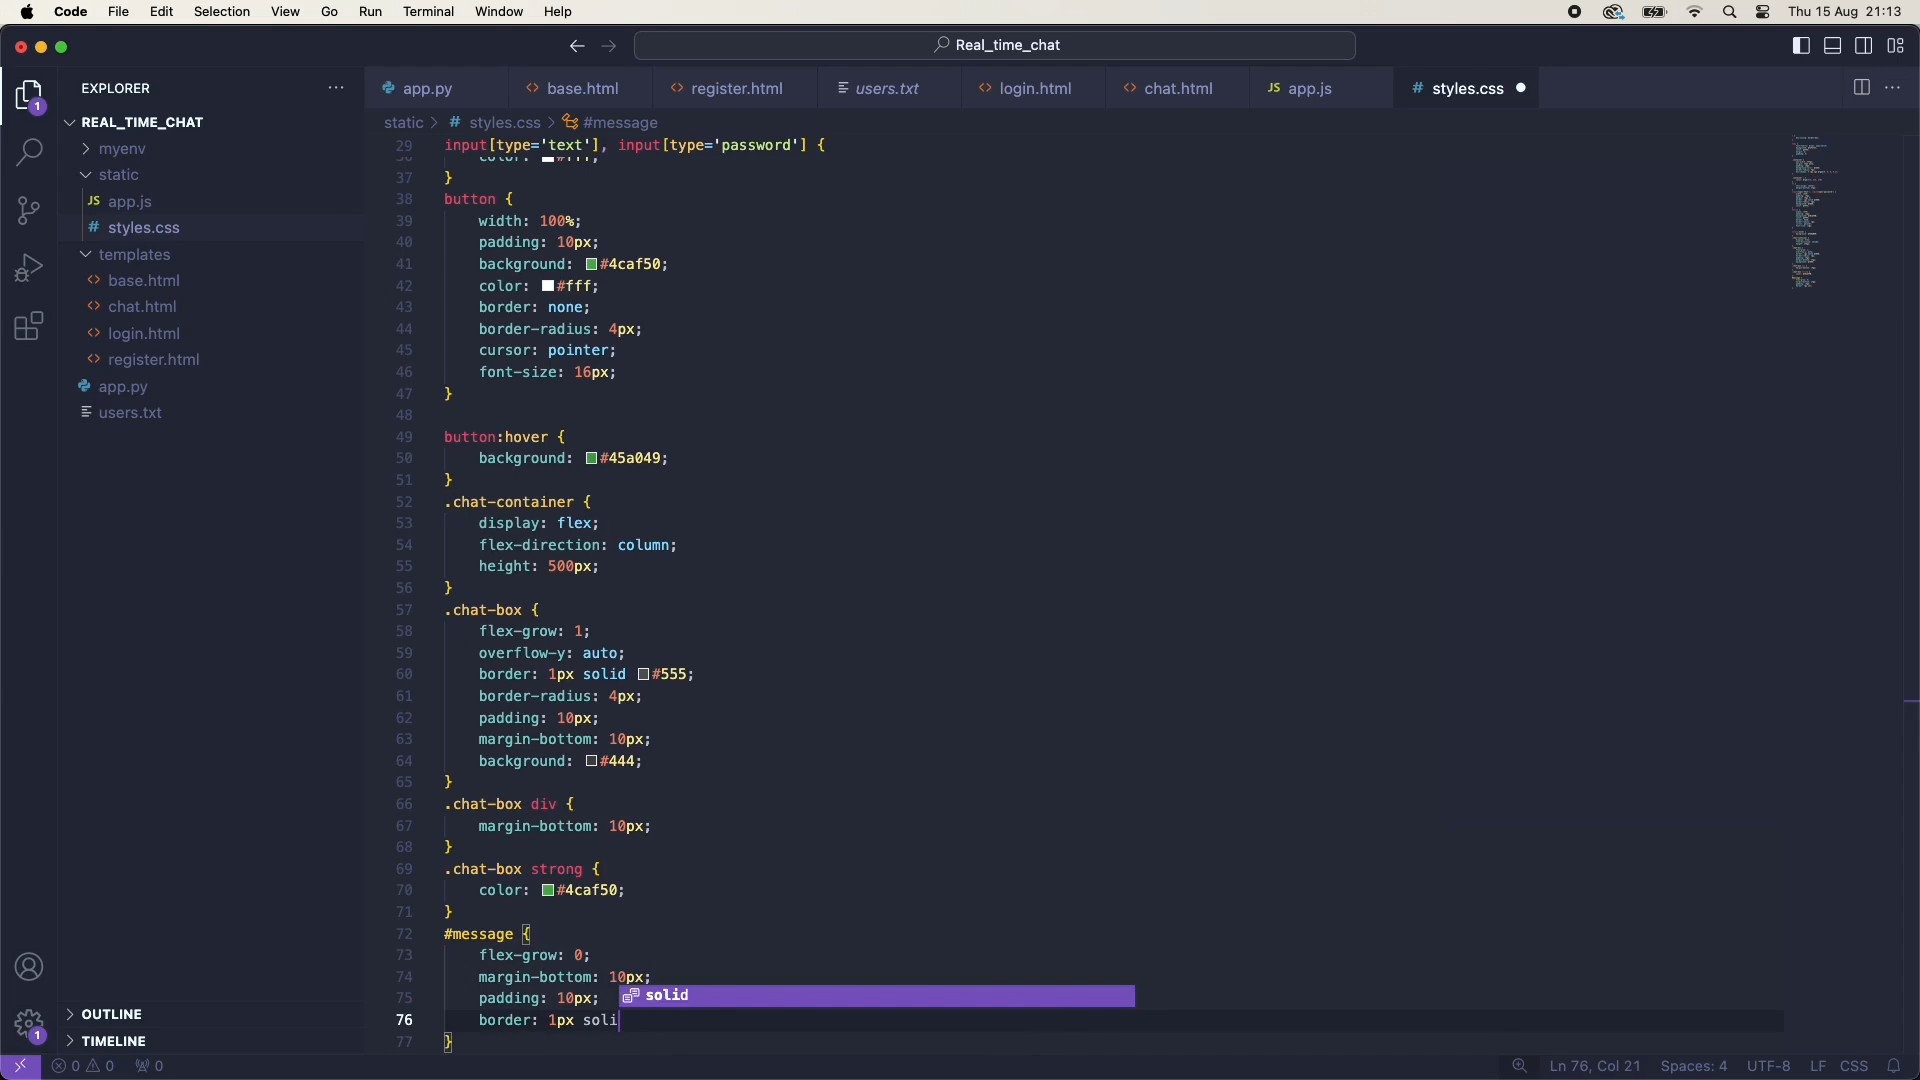 Code File Edit Selection View Go Run Terminal Window Help Thu 15 Aug 21:13
Real_time_chat
EXPLORER
app.py base.html register.html users.txt login.html chat.html JS app.js # styles.css
REAL_TIME_CHAT
static > # styles.css > #message
myenv
static
JS app.js
# styles.css
templates
base.html
chat.html
login.html
register.html
app.py
users.txt
OUTLINE
TIMELINE
1
1
29 input[type='text'], input[type='password'] {
36 color: #fff;
37 }
38 button {
39 width: 100%;
40 padding: 10px;
41 background: #4caf50;
42 color: #fff;
43 border: none;
44 border-radius: 4px;
45 cursor: pointer;
46 font-size: 16px;
47 }
48
49 button:hover {
50 background: #45a049;
51 }
52 .chat-container {
53 display: flex;
54 flex-direction: column;
55 height: 500px;
56 }
57 .chat-box {
58 flex-grow: 1;
59 overflow-y: auto;
60 border: 1px solid #555;
61 border-radius: 4px;
62 padding: 10px;
63 margin-bottom: 10px;
64 background: #444;
65 }
66 .chat-box div {
67 margin-bottom: 10px;
68 }
69 .chat-box strong {
70 color: #4caf50;
71 }
72 #message {
73 flex-grow: 0;
74 margin-bottom: 10px;
75 padding: 10px;
solid
76 border: 1px soli
77 }
0 0 0 Ln 76, Col 21 Spaces: 4 UTF-8 LF CSS